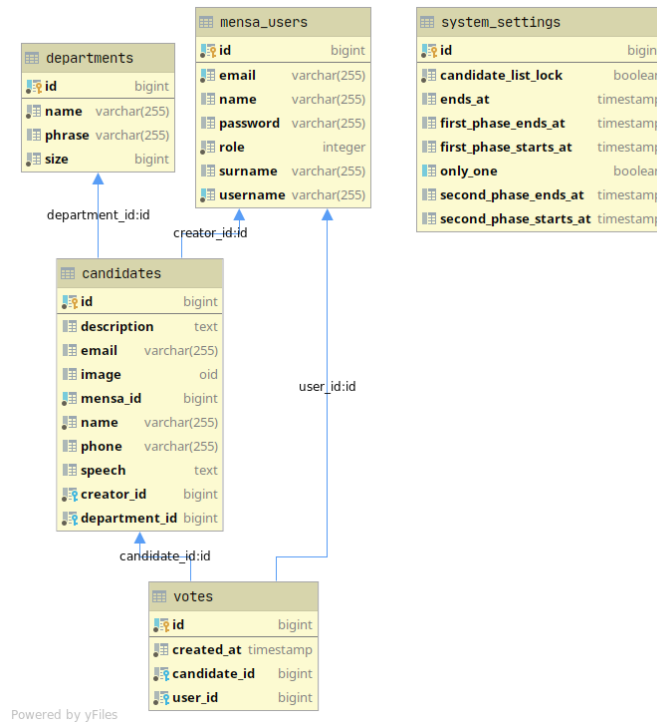 departments
id bigint
name varchar(255)
phrase varchar(255)
size bigint
mensa_users
id bigint
email varchar(255)
name varchar(255)
password varchar(255)
role integer
surname varchar(255)
username varchar(255)
system_settings
id bigin
candidate_list_lock boolear
ends_at timestamp
first_phase_ends_at timestamp
first_phase_starts_at timestamp
only_one boolear
second_phase_ends_at timestamp
second_phase_starts_at timestamp
department_id:id
creator_id:id
candidates
id bigint
description text
email varchar(255)
image oid
mensa_id bigint
name varchar(255)
phone varchar(255)
speech text
creator_id bigint
department_id bigint
user_id:id
candidate_id:id
votes
id bigint
created_at timestamp
candidate_id bigint
user_id bigint
Powered by yFiles